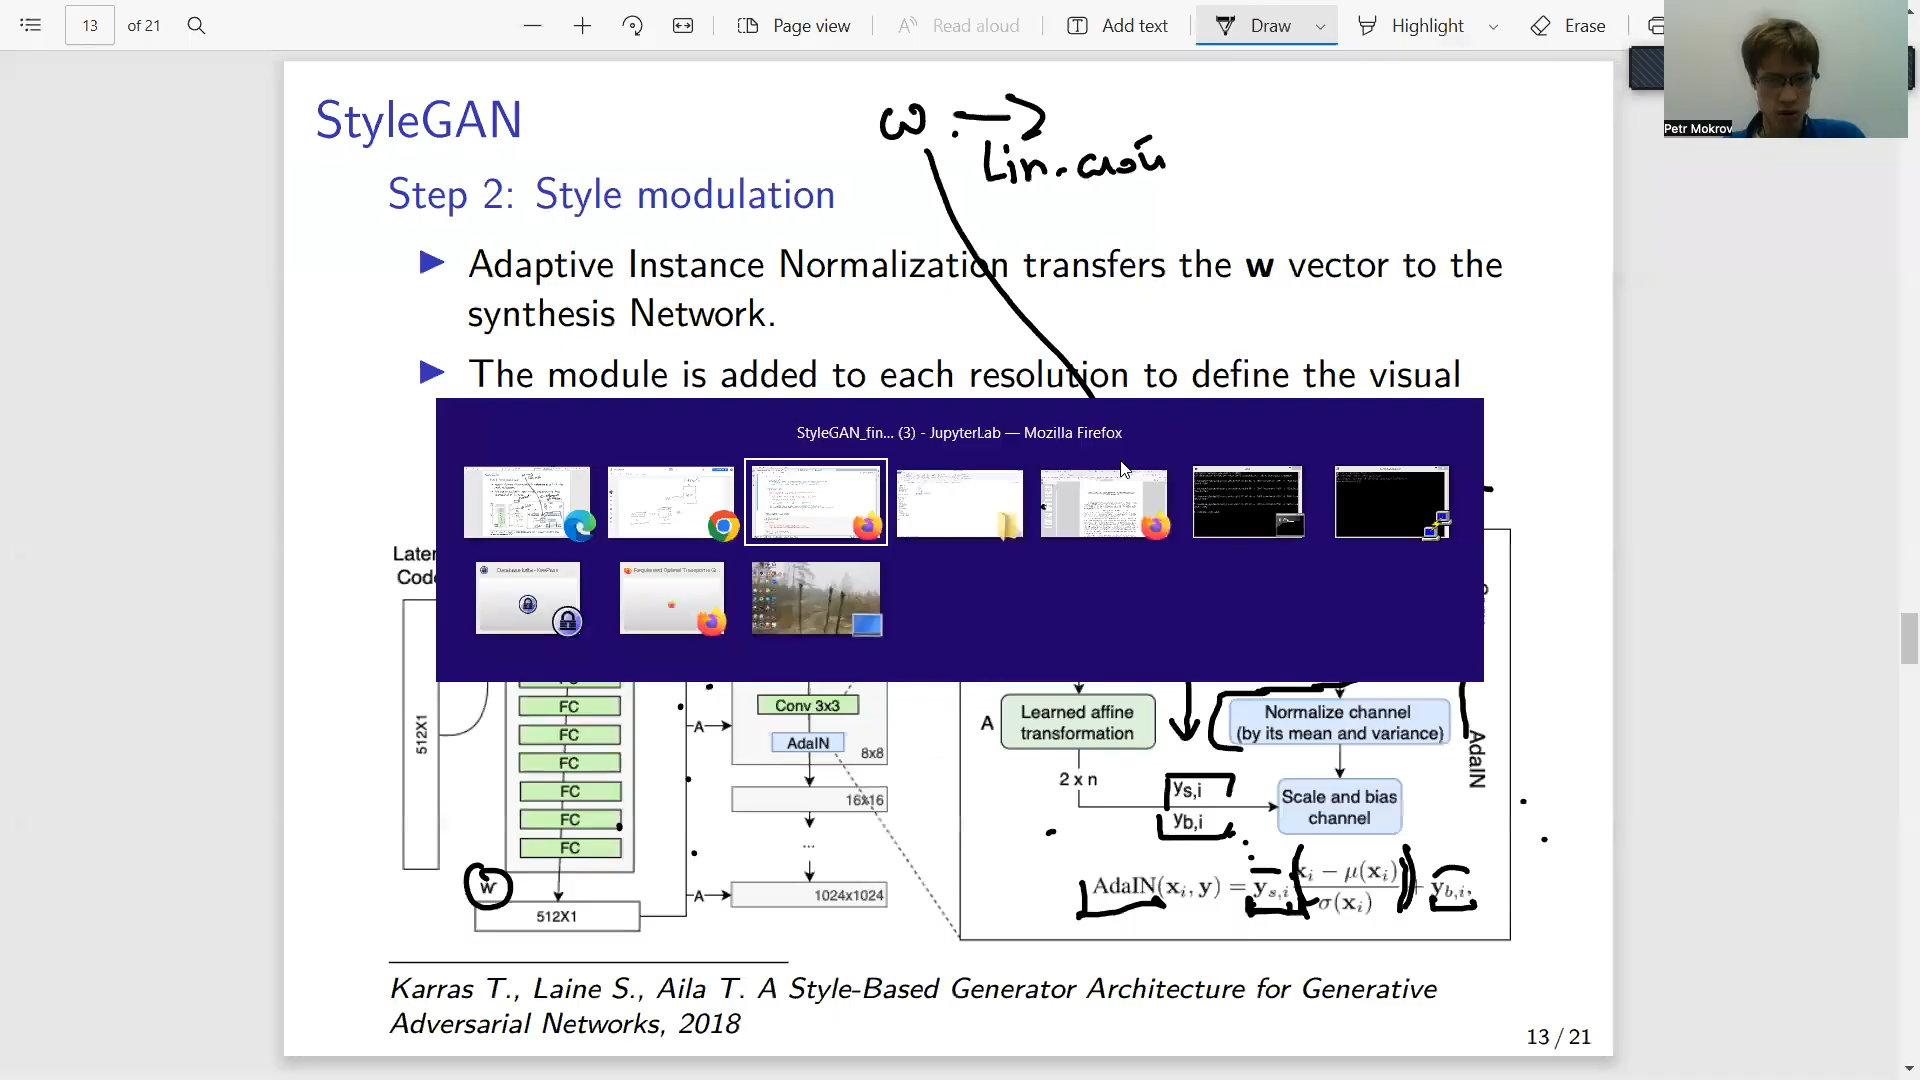 13 of 21 Page view Read aloud Add text Draw Highlight Erase
Petr Mokrov
StyleGAN
ω → Lin. слой
Step 2: Style modulation
Adaptive Instance Normalization transfers the w vector to the
synthesis Network.
The module is added to each resolution to define the visual
StyleGAN_fin... (3) - JupyterLab — Mozilla Firefox
512X1
FC
FC
FC
FC
FC
FC
w
512X1
A
Conv 3x3
AdaIN
8x8
16x16
...
A
1024x1024
A
Learned affine
transformation
Normalize channel
(by its mean and variance)
AdaIN
2 x n
ys,i
yb,i
Scale and bias
channel
AdaIN(xi, y) = ys,i (xi − μ(xi)) / σ(xi) + yb,i,
Karras T., Laine S., Aila T. A Style-Based Generator Architecture for Generative
Adversarial Networks, 2018
13 / 21